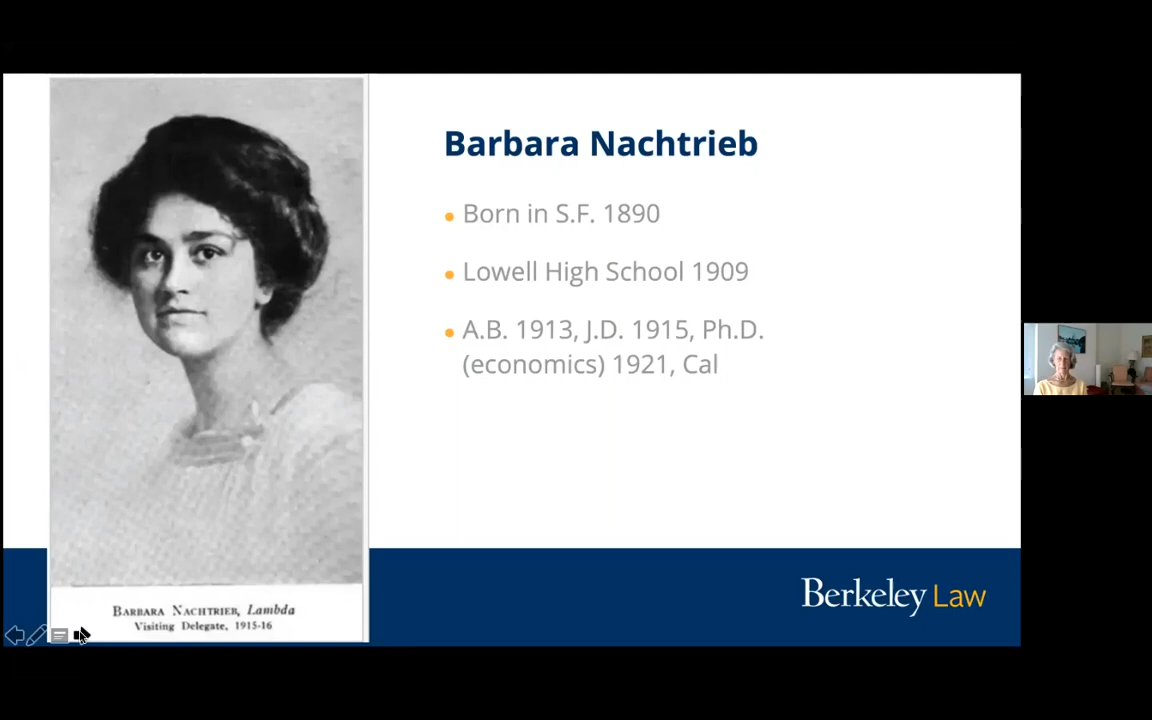 Barbara Nachtrieb
• Born in S.F. 1890
• Lowell High School 1909
• A.B. 1913, J.D. 1915, Ph.D.
(economics) 1921, Cal
BARBARA NACHTRIEB, Lambda
Visiting Delegate, 1915-16
Berkeley Law